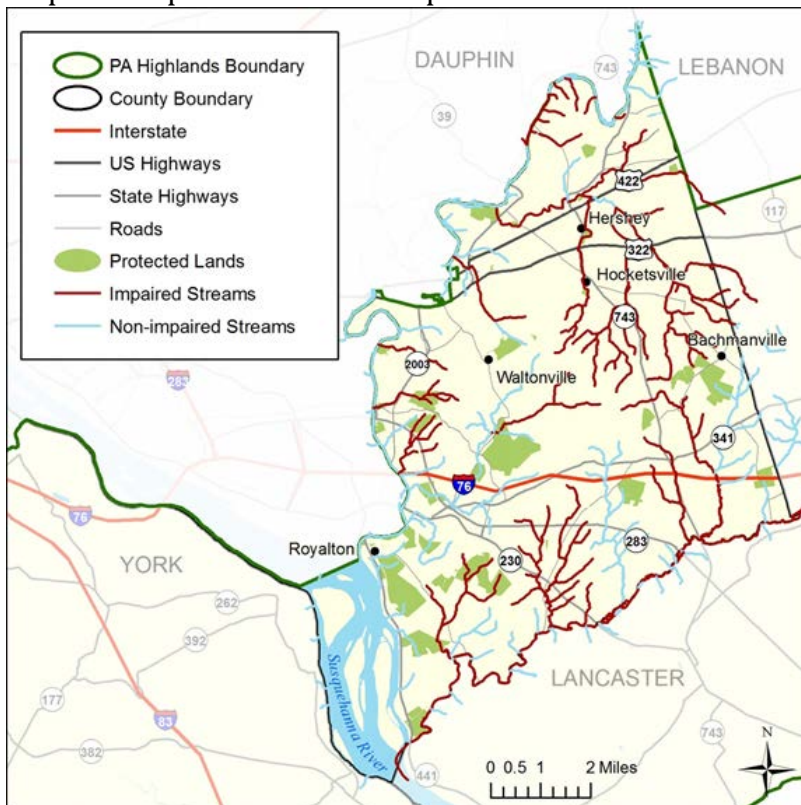 DAUPHIN
743
LEBANON
39
PA Highlands Boundary
County Boundary
Interstate
US Highways
State Highways
Roads
Protected Lands
Impaired Streams
Non-impaired Streams
422
117
Hershey
322
Hocketsville
743
Bachmanville
2003
Waltonville
283
341
76
76
Royalton
283
230
YORK
262
392
LANCASTER
Susquehanna River
177
83
743
N
382
441
0 0.5 1 2 Miles